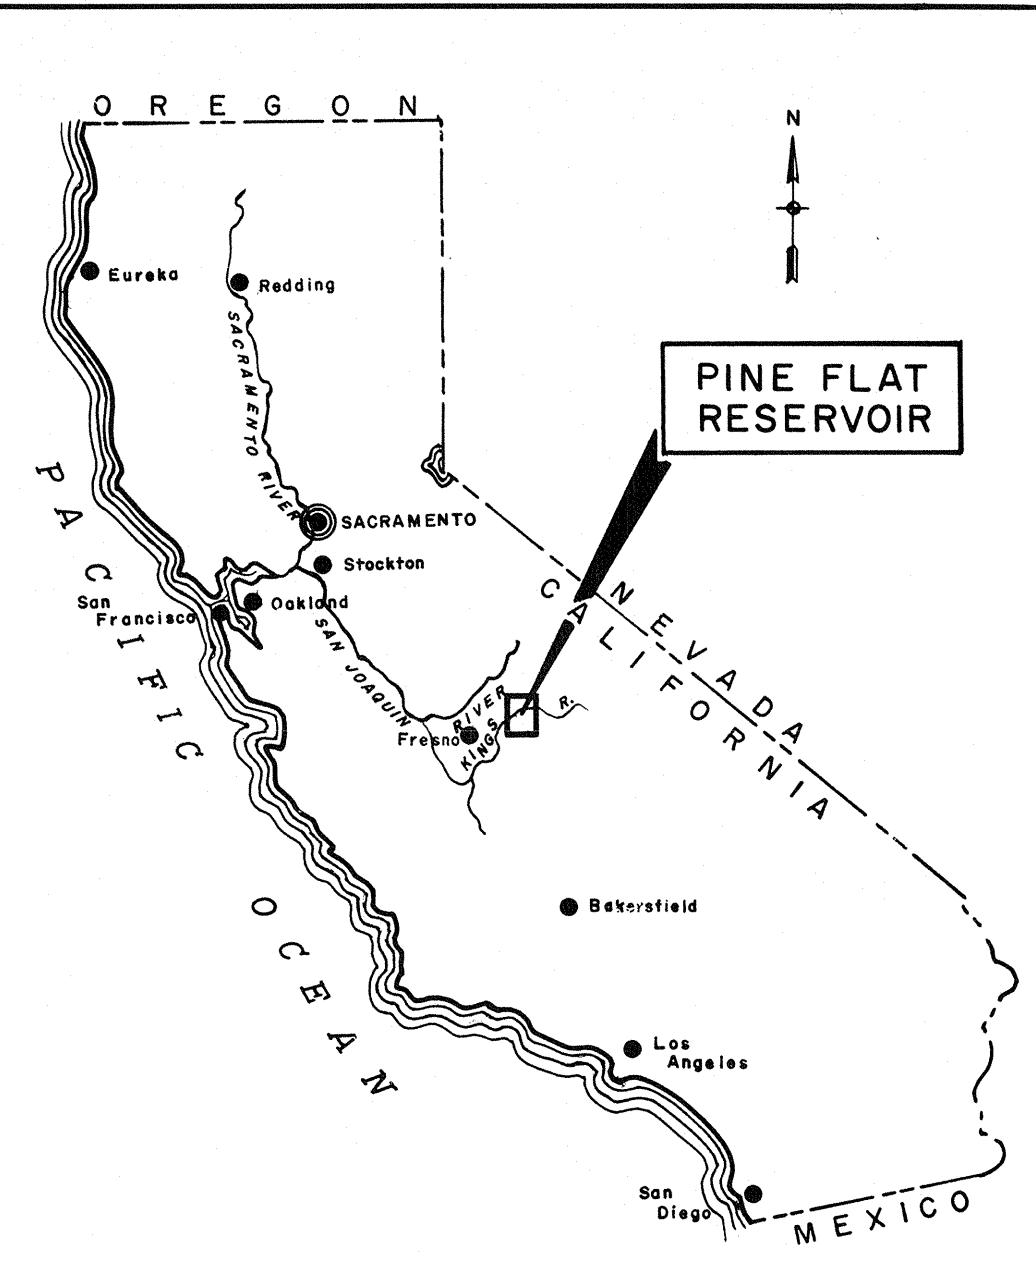 OREGON
N
Eureka
Redding
SACRAMENTO RIVER
PINE FLAT
RESERVOIR
PACIFIC OCEAN
SACRAMENTO
Stockton
San
Francisco
Oakland
NEVADA
CALIFORNIA
SAN JOAQUIN
RIVER
KINGS
R.
Fresno
Bakersfield
Los
Angeles
San
Diego
MEXICO